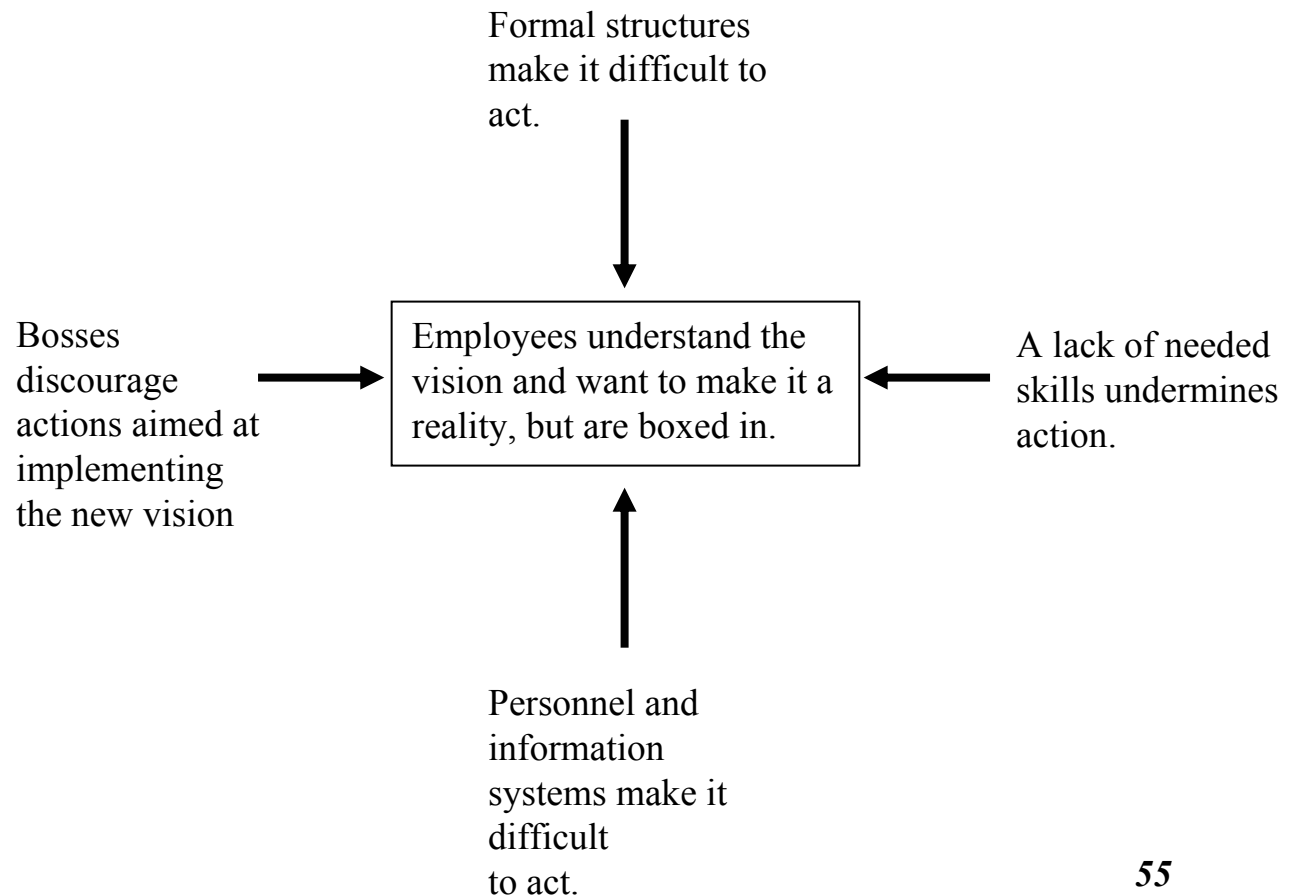 Formal structures
make it difficult to
act.
Bosses
discourage
actions aimed at
implementing
the new vision
Employees understand the
vision and want to make it a
reality, but are boxed in.
A lack of needed
skills undermines
action.
Personnel and
information
systems make it
difficult
to act.
55